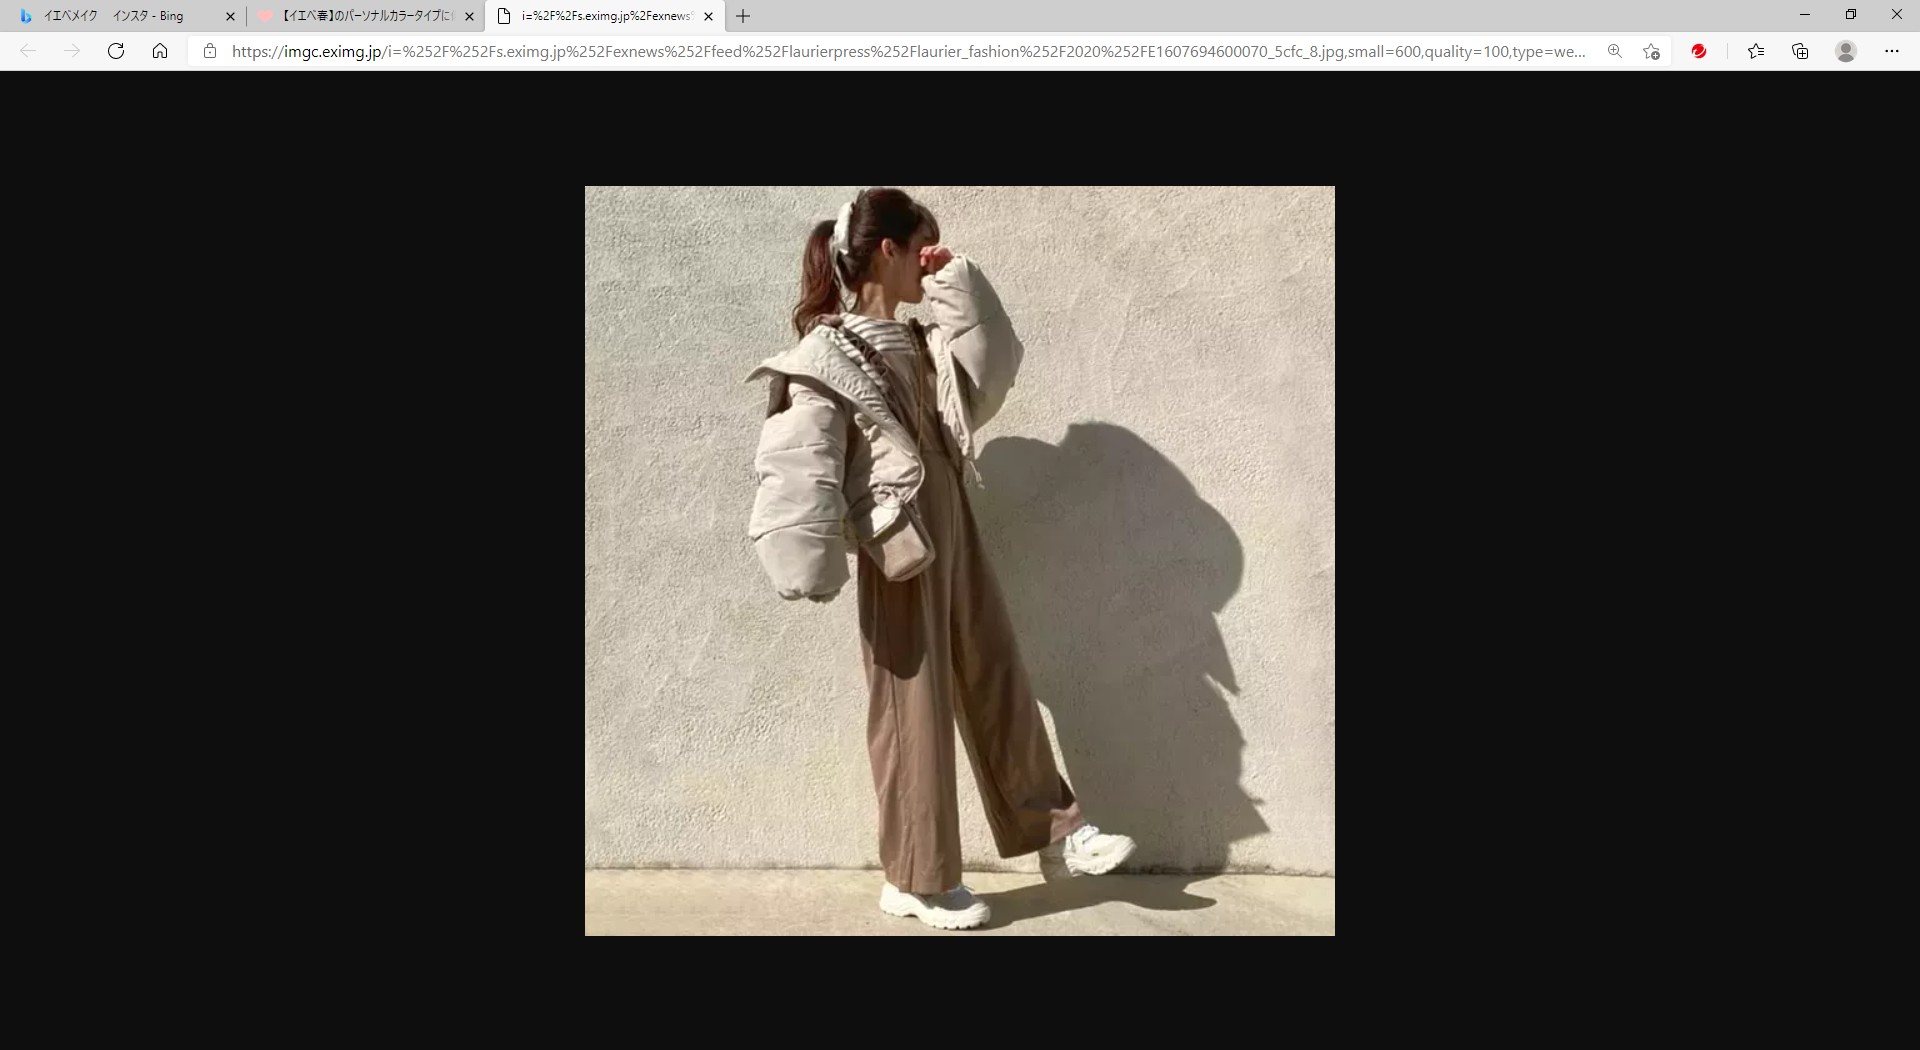 イエベメイク　インスタ - Bing
【イエベ春】のパーソナルカラータイプに
i=%2F%2Fs.eximg.jp%2Fexnews
https://imgc.eximg.jp/i=%252F%252Fs.eximg.jp%252Fexnews%252Ffeed%252Flaurierpress%252Flaurier_fashion%252F2020%252FE1607694600070_5cfc_8.jpg,small=600,quality=100,type=we...